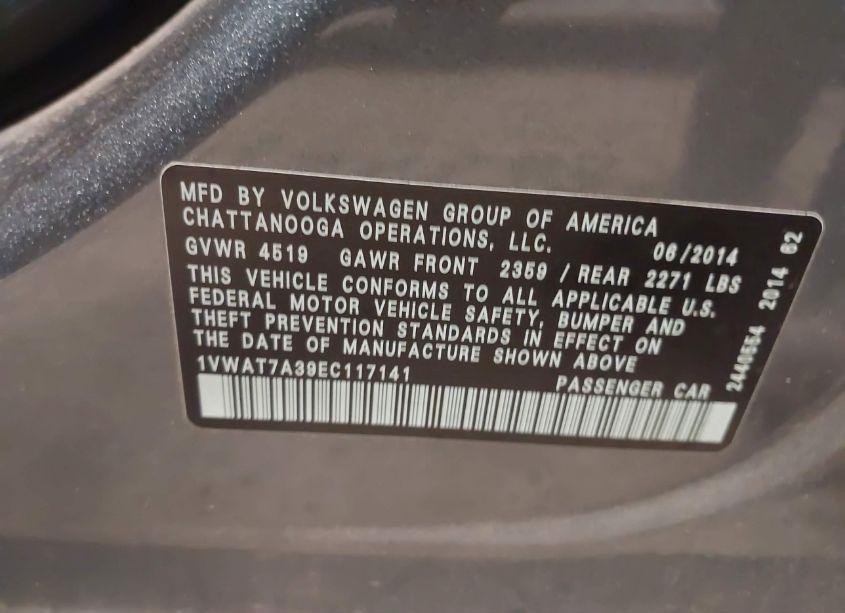 MFD BY VOLKSWAGEN GROUP OF AMERICA
CHATTANOOGA OPERATIONS, LLC.
06/2014
GVWR 4519 GAWR FRONT 2359 / REAR 2271 LBS
THIS VEHICLE CONFORMS TO ALL APPLICABLE U.S.
FEDERAL MOTOR VEHICLE SAFETY, BUMPER AND
THEFT PREVENTION STANDARDS IN EFFECT ON
THE DATE OF MANUFACTURE SHOWN ABOVE
1VWAT7A39EC117141
PASSENGER CAR
2014